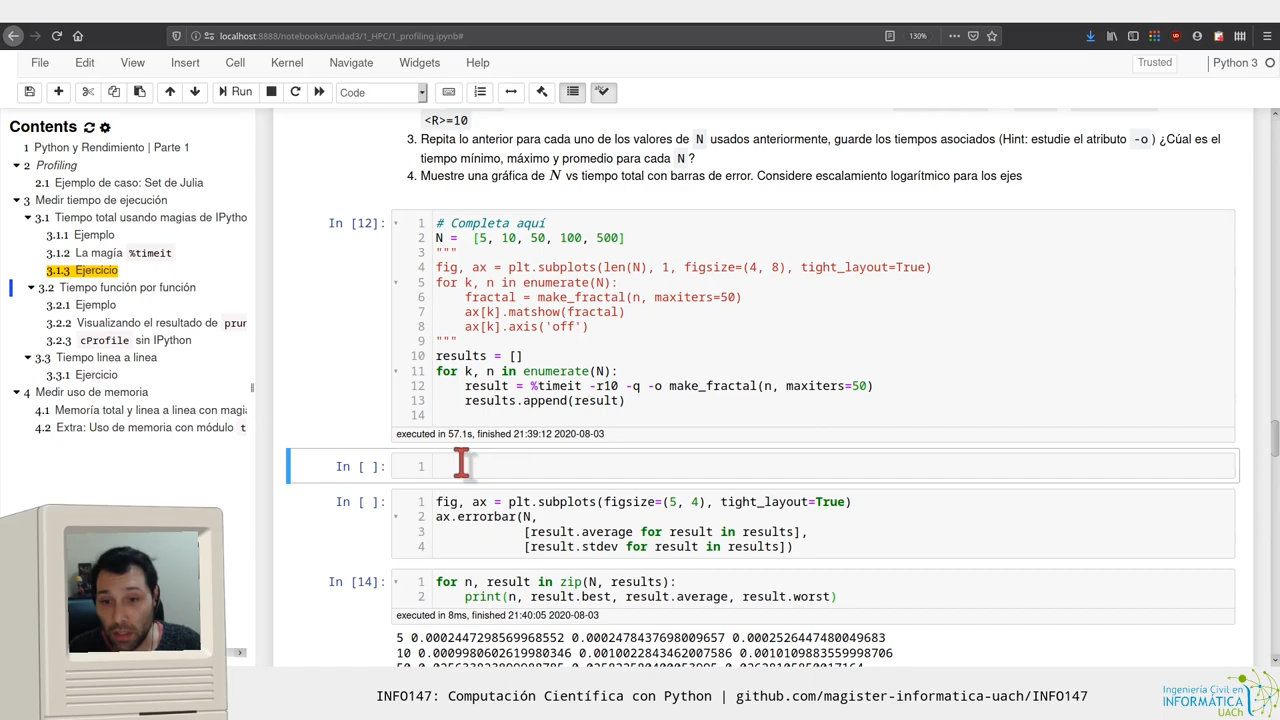 localhost:8888/notebooks/unidad3/1_HPC/1_profiling.ipynb#
130%
File Edit View Insert Cell Kernel Navigate Widgets Help
Trusted
Python 3
Run
Code
Contents
1 Python y Rendimiento | Parte 1
2 Profiling
2.1 Ejemplo de caso: Set de Julia
3 Medir tiempo de ejecución
3.1 Tiempo total usando magias de IPytho
3.1.1 Ejemplo
3.1.2 La magía %timeit
3.1.3 Ejercicio
3.2 Tiempo función por función
3.2.1 Ejemplo
3.2.2 Visualizando el resultado de prur
3.2.3 cProfile sin IPython
3.3 Tiempo linea a linea
3.3.1 Ejercicio
4 Medir uso de memoria
4.1 Memoría total y linea a linea con magia
4.2 Extra: Uso de memoria con módulo t
<R>=10
3. Repita lo anterior para cada uno de los valores de N usados anteriormente, guarde los tiempos asociados (Hint: estudie el atributo -o ) ¿Cúal es el
tiempo mínimo, máximo y promedio para cada N ?
4. Muestre una gráfica de N vs tiempo total con barras de error. Considere escalamiento logarítmico para los ejes
In [12]:
1 # Completa aquí
2 N = [5, 10, 50, 100, 500]
3 """
4 fig, ax = plt.subplots(len(N), 1, figsize=(4, 8), tight_layout=True)
5 for k, n in enumerate(N):
6 fractal = make_fractal(n, maxiters=50)
7 ax[k].matshow(fractal)
8 ax[k].axis('off')
9 """
10 results = []
11 for k, n in enumerate(N):
12 result = %timeit -r10 -q -o make_fractal(n, maxiters=50)
13 results.append(result)
14
executed in 57.1s, finished 21:39:12 2020-08-03
In [ ]:
1
In [ ]:
1 fig, ax = plt.subplots(figsize=(5, 4), tight_layout=True)
2 ax.errorbar(N,
3 [result.average for result in results],
4 [result.stdev for result in results])
In [14]:
1 for n, result in zip(N, results):
2 print(n, result.best, result.average, result.worst)
executed in 8ms, finished 21:40:05 2020-08-03
5 0.0002447298569968552 0.0002478437698009657 0.0002526447480049683
10 0.0009980602619980346 0.0010022843462007586 0.0010109883559998706
INFO147: Computación Científica con Python | github.com/magister-informatica-uach/INFO147
Ingeniería Civil en
INFORMÁTICA
UACh